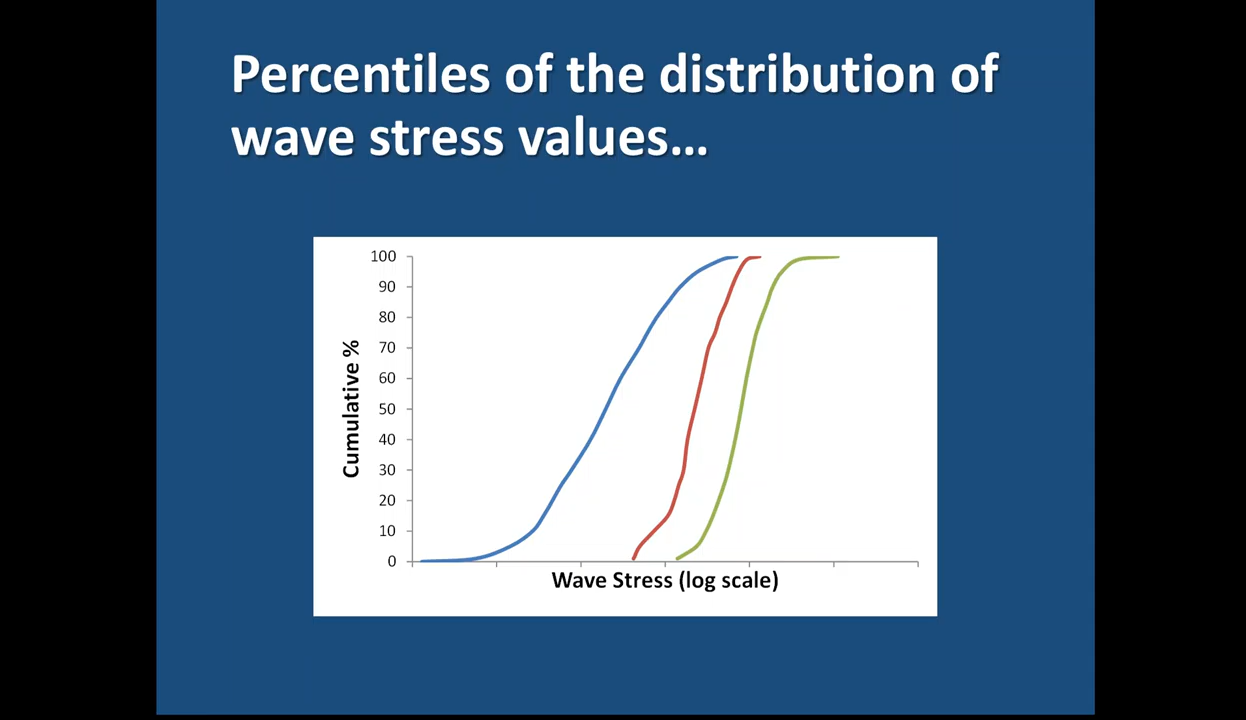 Percentiles of the distribution of
wave stress values…
Cumulative %
100
90
80
70
60
50
40
30
20
10
0
Wave Stress (log scale)